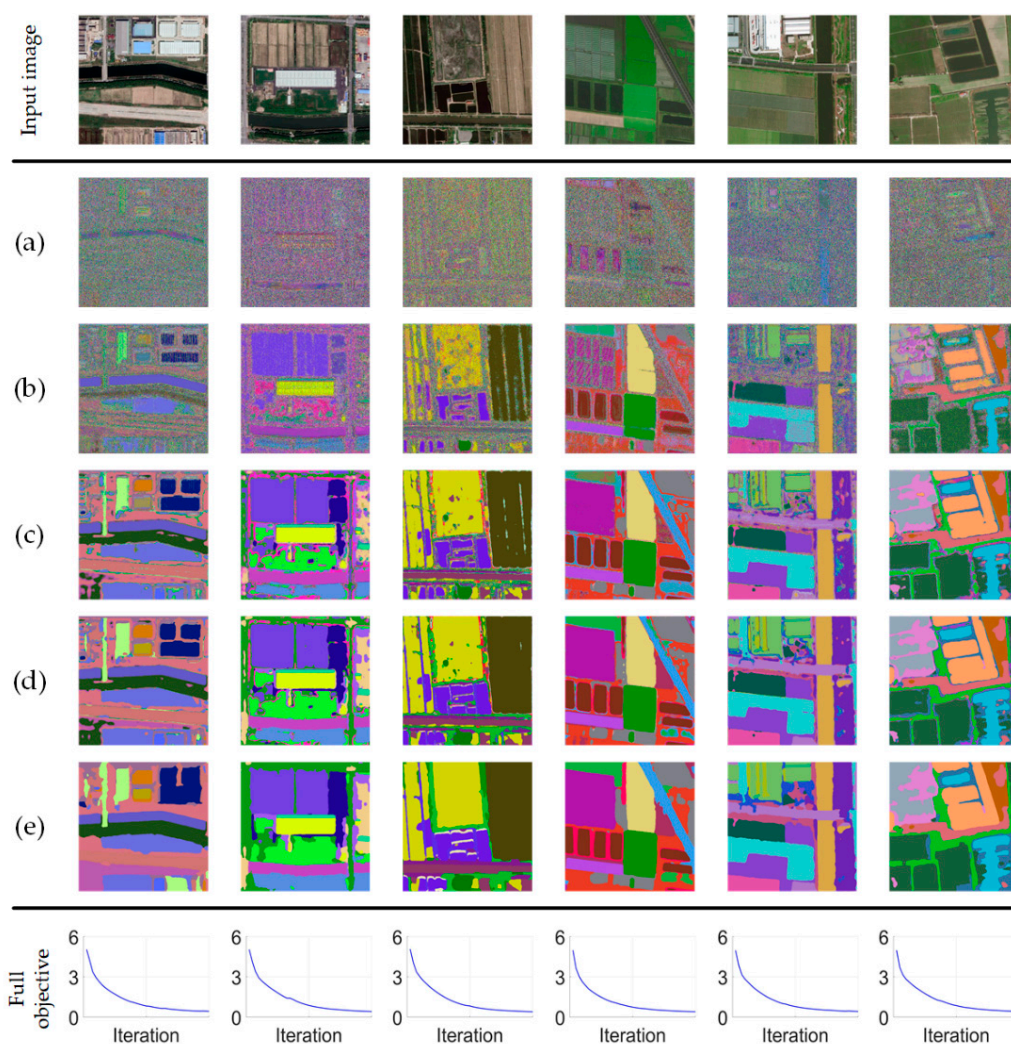 Input image
(a)
(b)
(c)
(d)
(e)
Full
objective
6
3
0
Iteration
6
3
0
Iteration
6
3
0
Iteration
6
3
0
Iteration
6
3
0
Iteration
6
3
0
Iteration